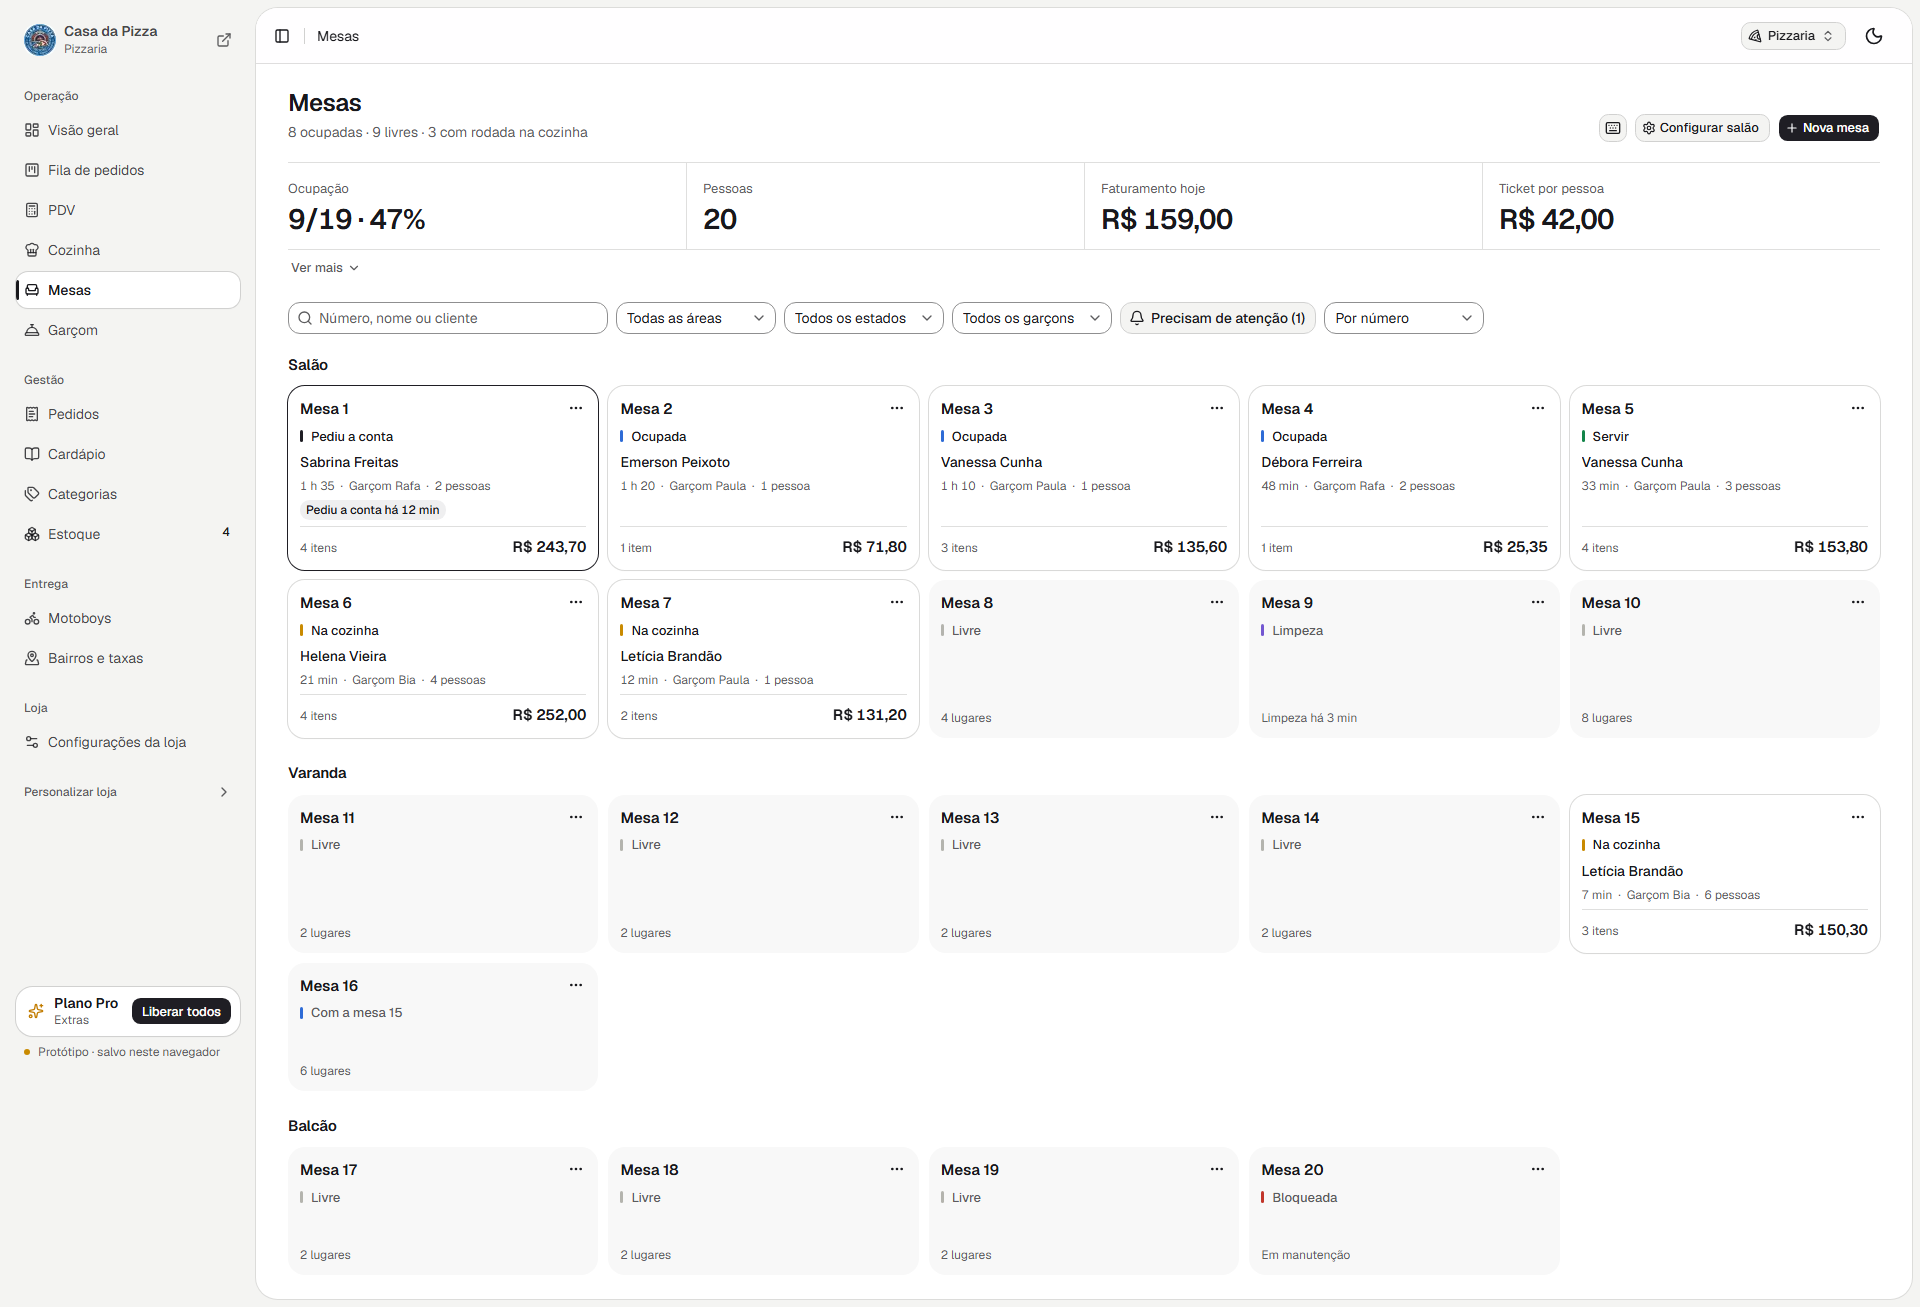 Casa da Pizza
Pizzaria
Operação
Visão geral
Fila de pedidos
PDV
Cozinha
Mesas
Garçom
Gestão
Pedidos
Cardápio
Categorias
Estoque 4
Entrega
Motoboys
Bairros e taxas
Loja
Configurações da loja
Personalizar loja
Plano Pro
Extras
Liberar todos
Protótipo · salvo neste navegador
Mesas
Pizzaria
Mesas
8 ocupadas · 9 livres · 3 com rodada na cozinha
Configurar salão
Nova mesa
Ocupação
9/19 · 47%
Pessoas
20
Faturamento hoje
R$ 159,00
Ticket por pessoa
R$ 42,00
Ver mais
Número, nome ou cliente
Todas as áreas
Todos os estados
Todos os garçons
Precisam de atenção (1)
Por número
Salão
Mesa 1
Pediu a conta
Sabrina Freitas
1 h 35 · Garçom Rafa · 2 pessoas
Pediu a conta há 12 min
4 itens R$ 243,70
Mesa 2
Ocupada
Emerson Peixoto
1 h 20 · Garçom Paula · 1 pessoa
1 item R$ 71,80
Mesa 3
Ocupada
Vanessa Cunha
1 h 10 · Garçom Paula · 1 pessoa
3 itens R$ 135,60
Mesa 4
Ocupada
Débora Ferreira
48 min · Garçom Rafa · 2 pessoas
1 item R$ 25,35
Mesa 5
Servir
Vanessa Cunha
33 min · Garçom Paula · 3 pessoas
4 itens R$ 153,80
Mesa 6
Na cozinha
Helena Vieira
21 min · Garçom Bia · 4 pessoas
4 itens R$ 252,00
Mesa 7
Na cozinha
Letícia Brandão
12 min · Garçom Paula · 1 pessoa
2 itens R$ 131,20
Mesa 8
Livre
4 lugares
Mesa 9
Limpeza
Limpeza há 3 min
Mesa 10
Livre
8 lugares
Varanda
Mesa 11
Livre
2 lugares
Mesa 12
Livre
2 lugares
Mesa 13
Livre
2 lugares
Mesa 14
Livre
2 lugares
Mesa 15
Na cozinha
Letícia Brandão
7 min · Garçom Bia · 6 pessoas
3 itens R$ 150,30
Mesa 16
Com a mesa 15
6 lugares
Balcão
Mesa 17
Livre
2 lugares
Mesa 18
Livre
2 lugares
Mesa 19
Livre
2 lugares
Mesa 20
Bloqueada
Em manutenção